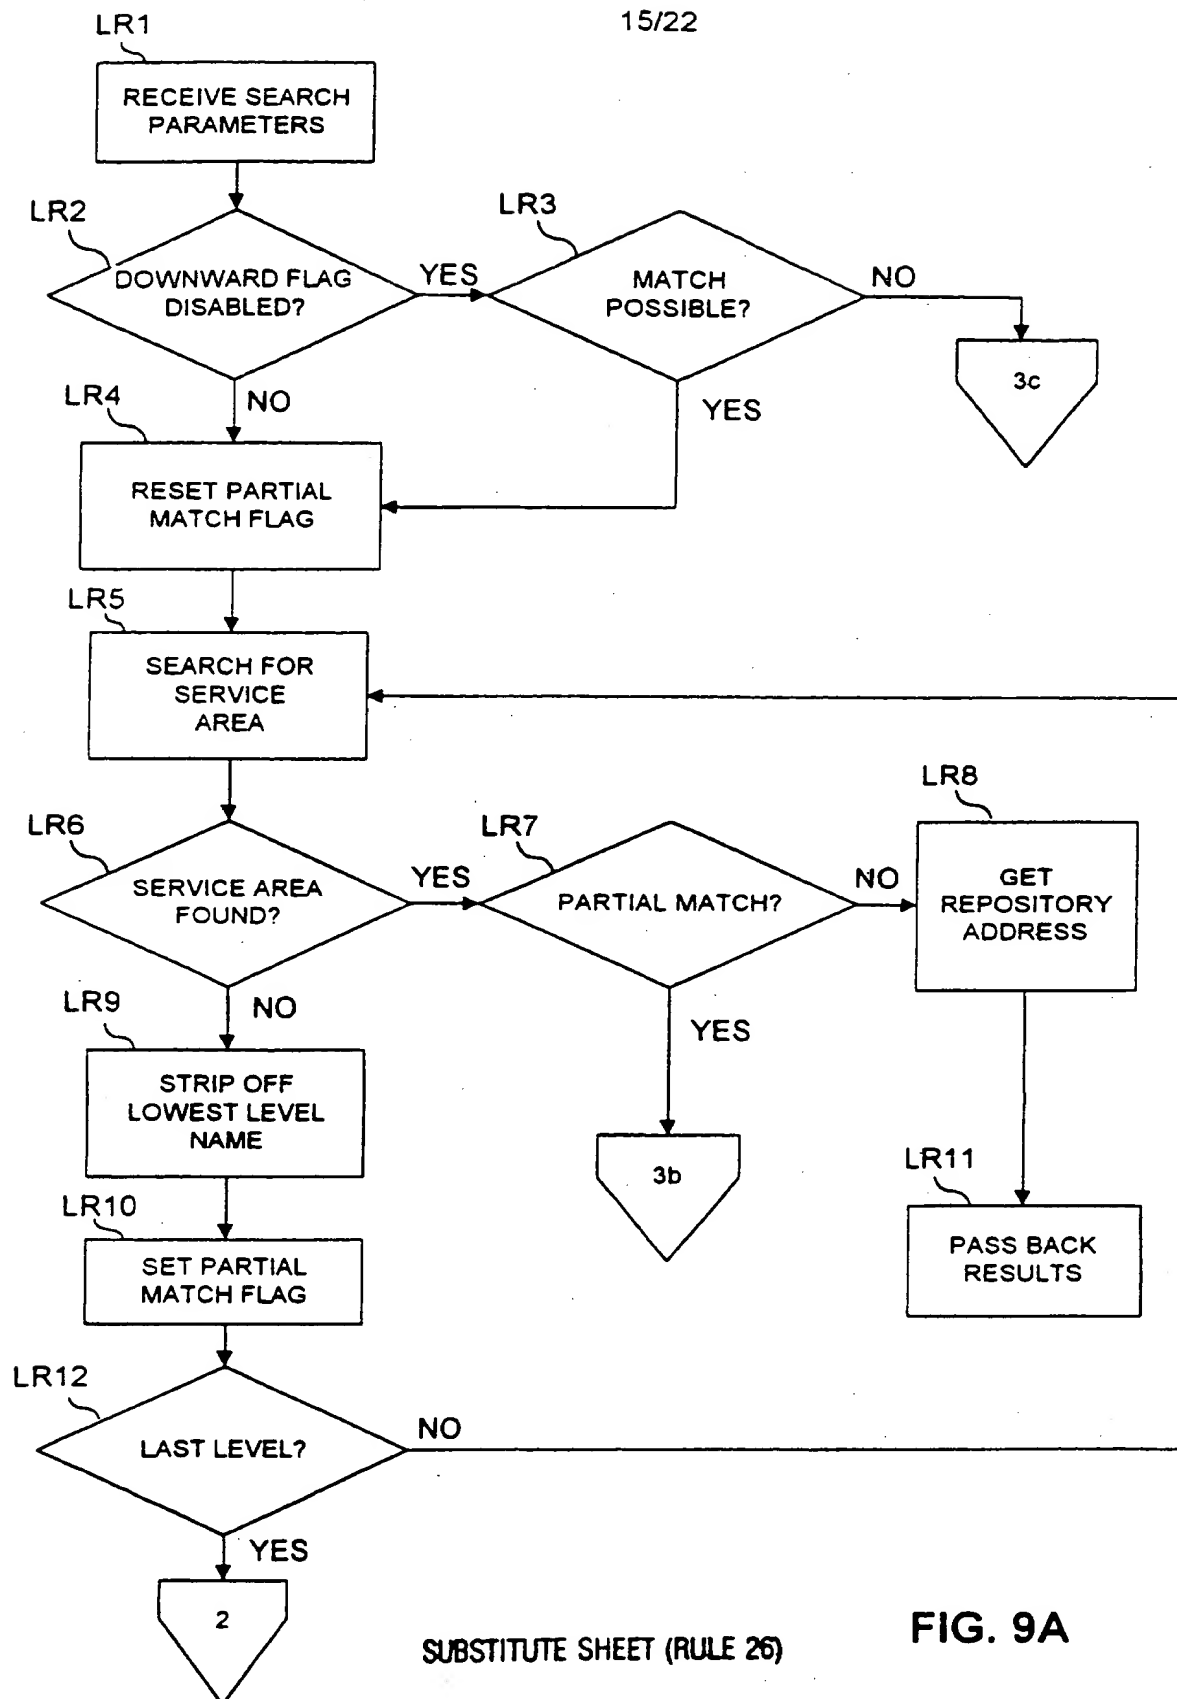 15/22
LR1
RECEIVE SEARCH
PARAMETERS
LR2
DOWNWARD FLAG
DISABLED?
YES
LR3
MATCH
POSSIBLE?
NO
3c
NO
YES
LR4
RESET PARTIAL
MATCH FLAG
LR5
SEARCH FOR
SERVICE
AREA
LR6
SERVICE AREA
FOUND?
YES
LR7
PARTIAL MATCH?
NO
LR8
GET
REPOSITORY
ADDRESS
NO
YES
LR9
STRIP OFF
LOWEST LEVEL
NAME
3b
LR11
PASS BACK
RESULTS
LR10
SET PARTIAL
MATCH FLAG
LR12
LAST LEVEL?
NO
YES
2
SUBSTITUTE SHEET (RULE 26)
FIG. 9A